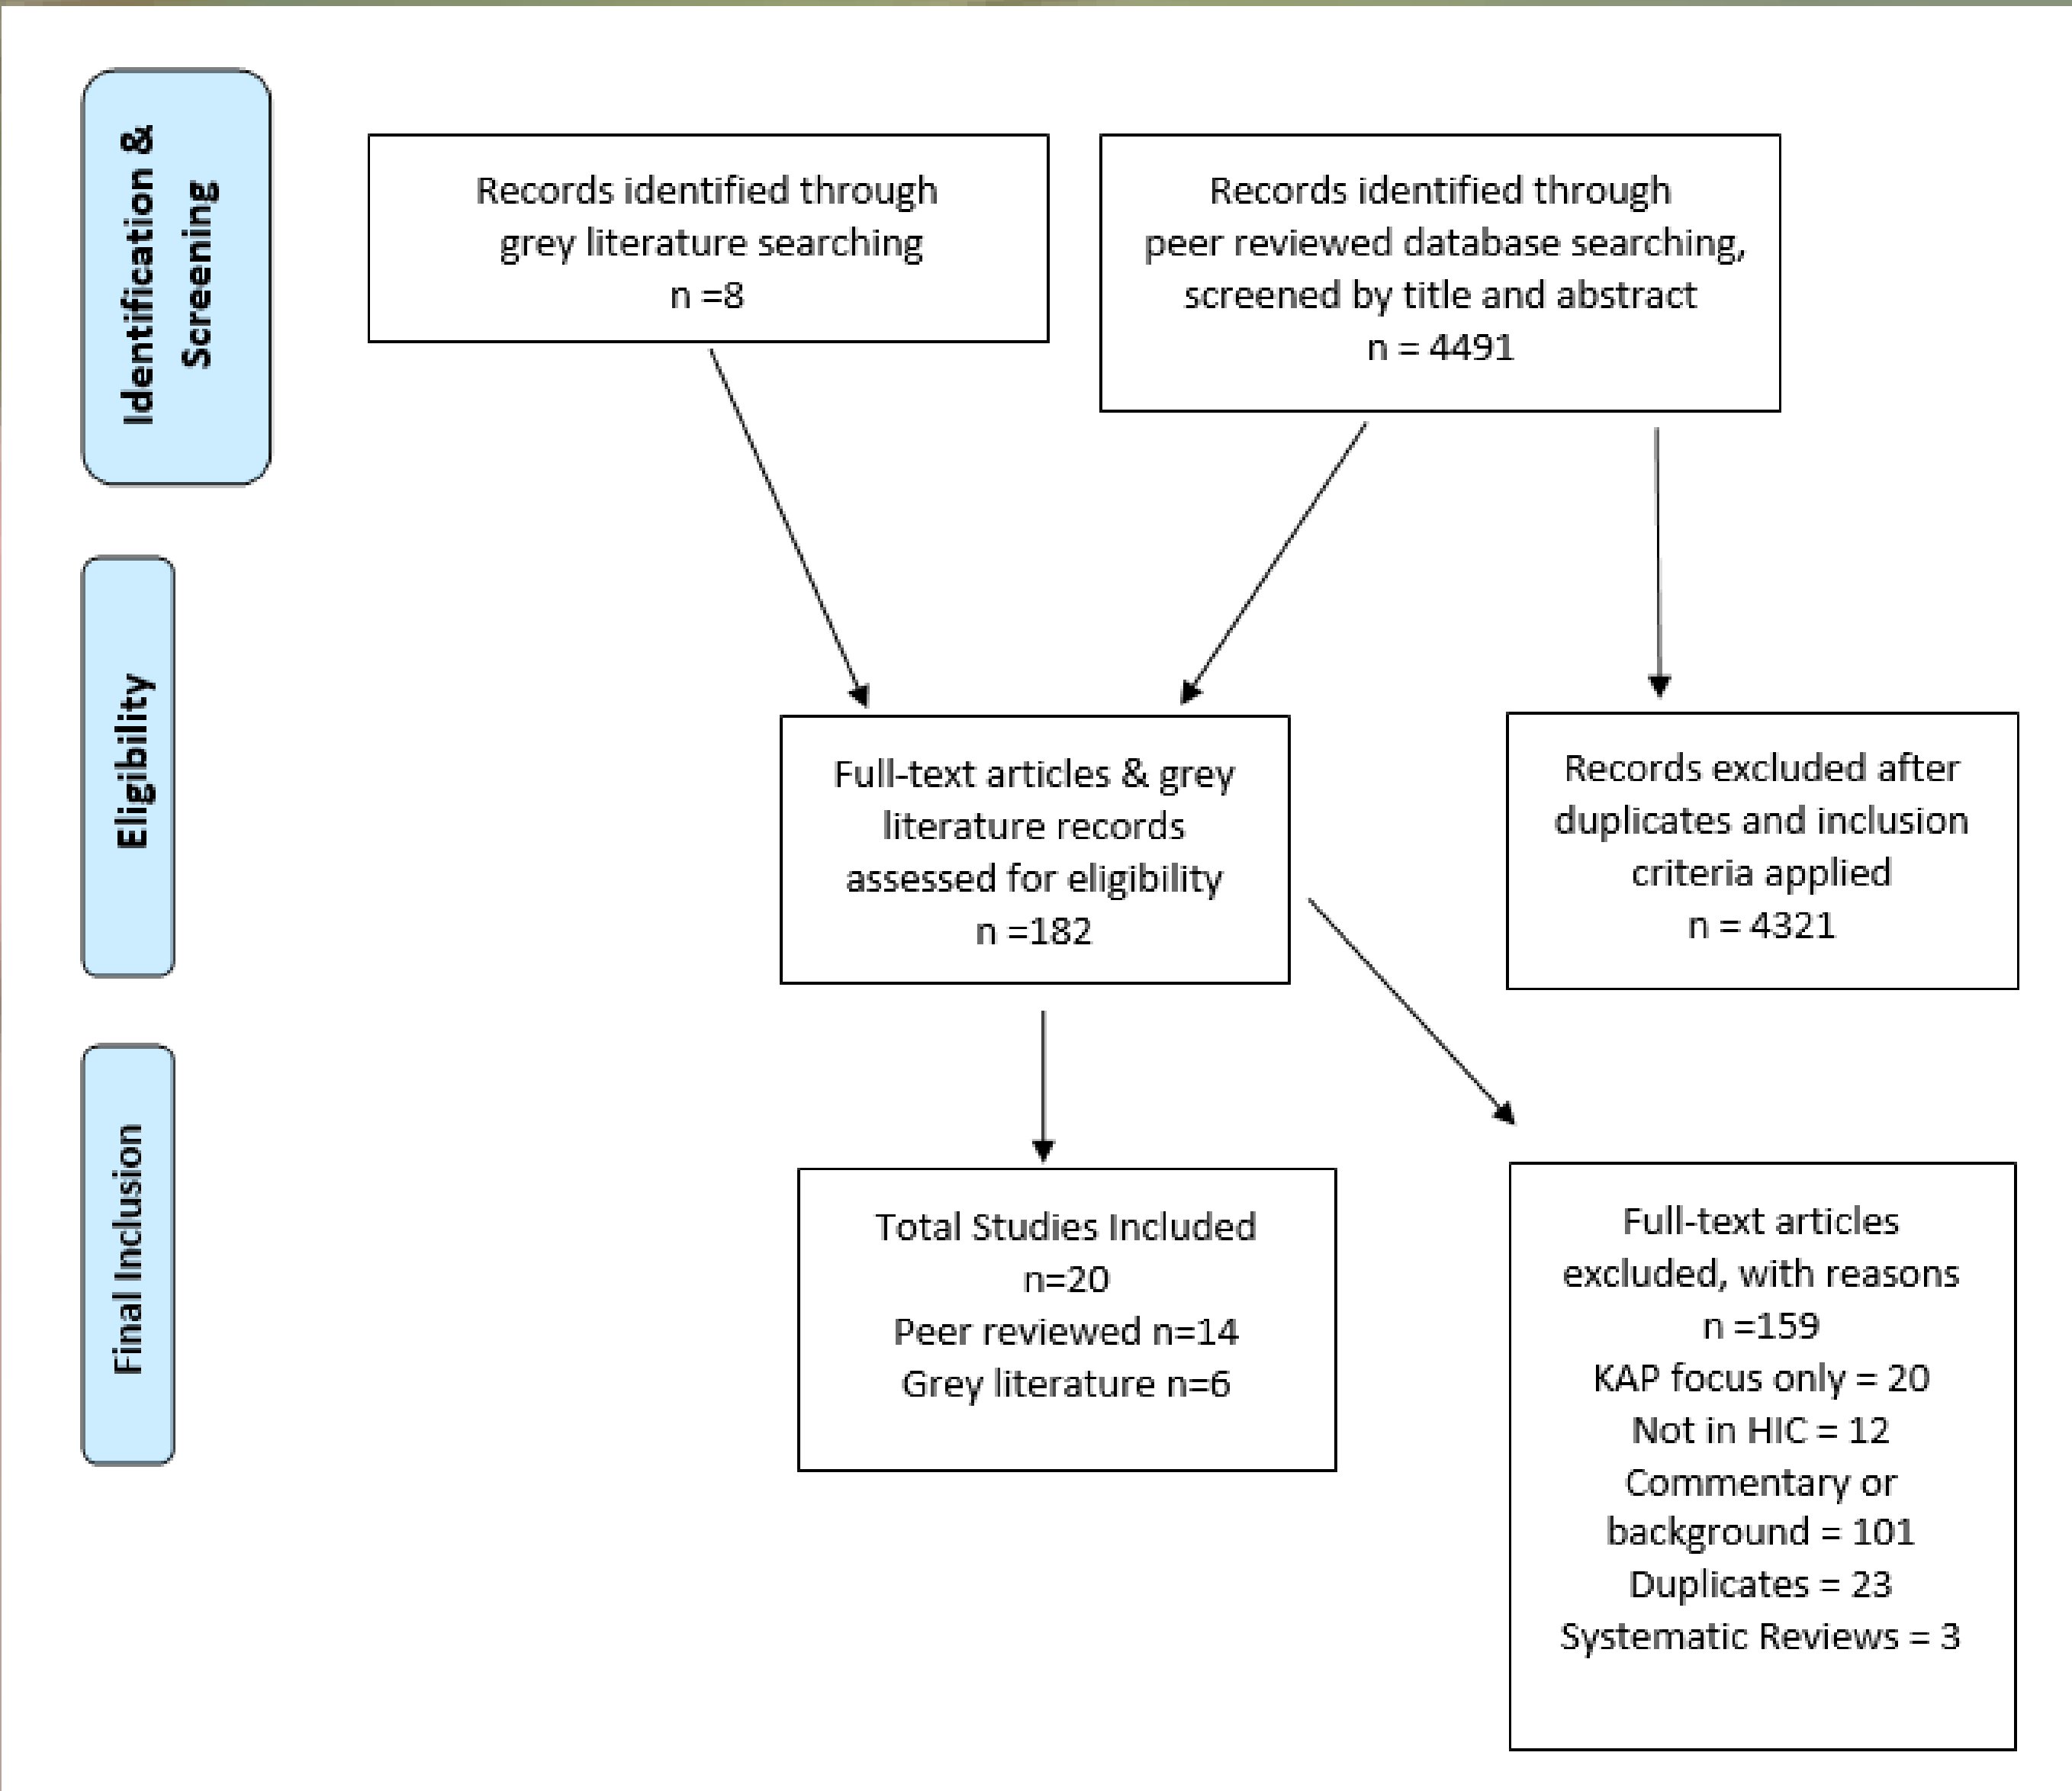 Identification &
Screening
Records identified through
grey literature searching
n =8
Records identified through
peer reviewed database searching,
screened by title and abstract
n = 4491
Eligibility
Full-text articles & grey
literature records
assessed for eligibility
n =182
Records excluded after
duplicates and inclusion
criteria applied
n = 4321
Final Inclusion
Total Studies Included
n=20
Peer reviewed n=14
Grey literature n=6
Full-text articles
excluded, with reasons
n =159
KAP focus only = 20
Not in HIC = 12
Commentary or
background = 101
Duplicates = 23
Systematic Reviews = 3